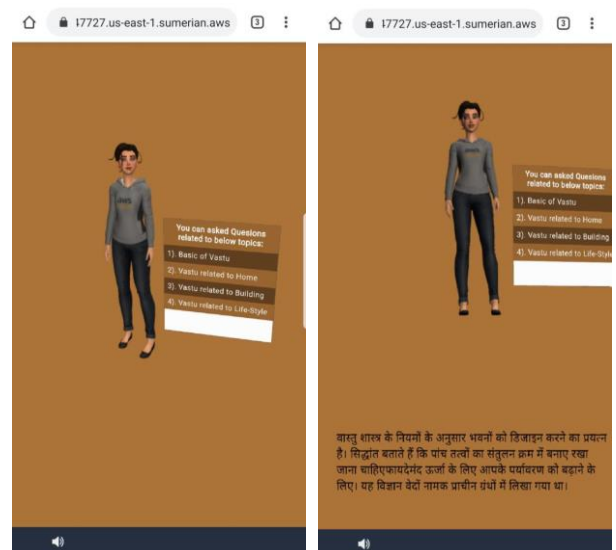 17727.us-east-1.sumerian.aws
3
You can asked Quesions
related to below topics:
1). Basic of Vastu
2). Vastu related to Home
3). Vastu related to Building
4). Vastu related to Life-Style
17727.us-east-1.sumerian.aws
3
You can asked Quesions
related to below topics:
1). Basic of Vastu
2). Vastu related to Home
3). Vastu related to Building
4). Vastu related to Life-Style
वास्तु शास्त्र के नियमों के अनुसार भवनों को डिजाइन करने का प्रयत्न
है। सिद्धांत बताते हैं कि पांच तत्वों का संतुलन क्रम में बनाए रखा
जाना चाहिएफायदेमंद ऊर्जा के लिए आपके पर्यावरण को बढ़ाने के
लिए। यह विज्ञान वेदों नामक प्राचीन ग्रंथों में लिखा गया था।